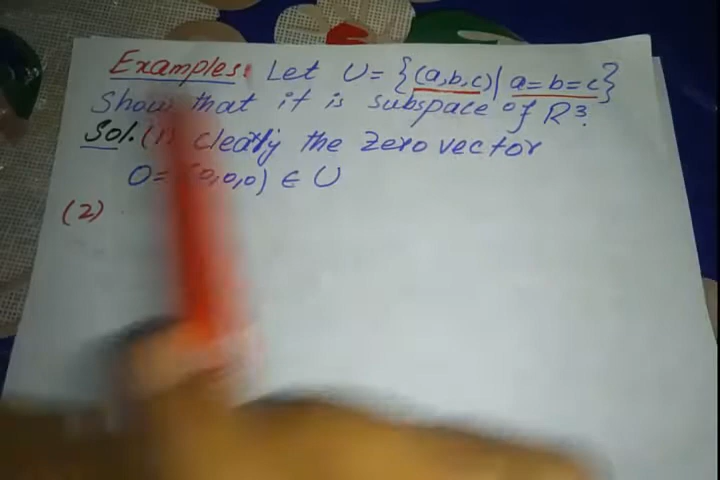 Examples: Let U = {(a,b,c) | a=b=c}
Show that it is subspace of R³.
Sol. (1) Clearly the zero vector
0 = (0,0,0) ∈ U
(2)